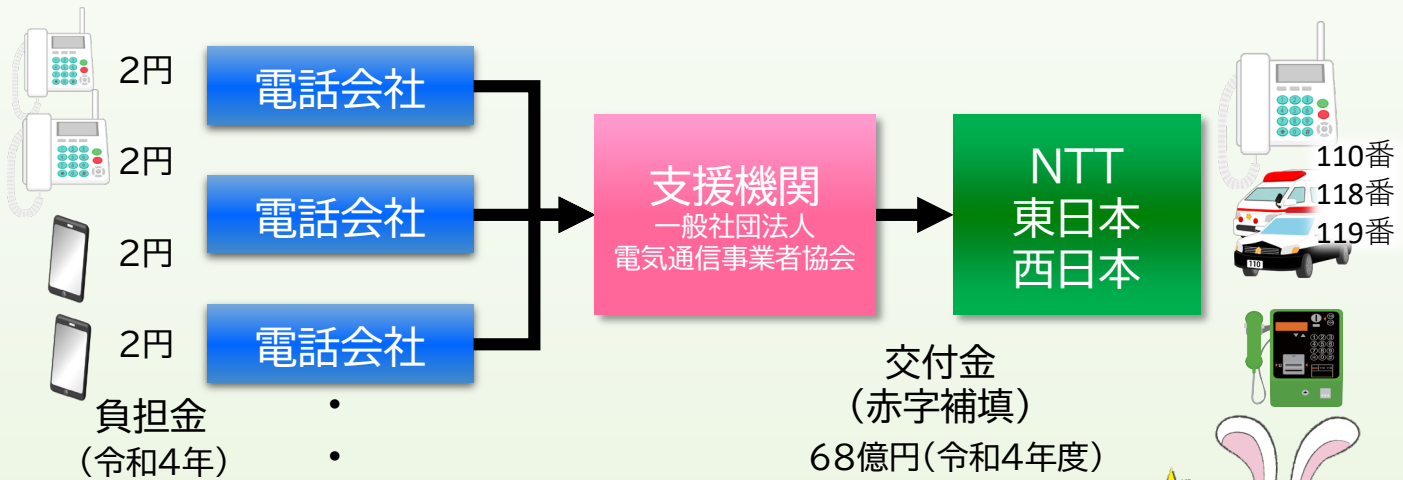 2円
電話会社
2円
電話会社
2円
2円
電話会社
負担金
(令和4年)
・
・
支援機関
一般社団法人
電気通信事業者協会
NTT
東日本
西日本
交付金
(赤字補填)
68億円(令和4年度)
110番
118番
119番
110